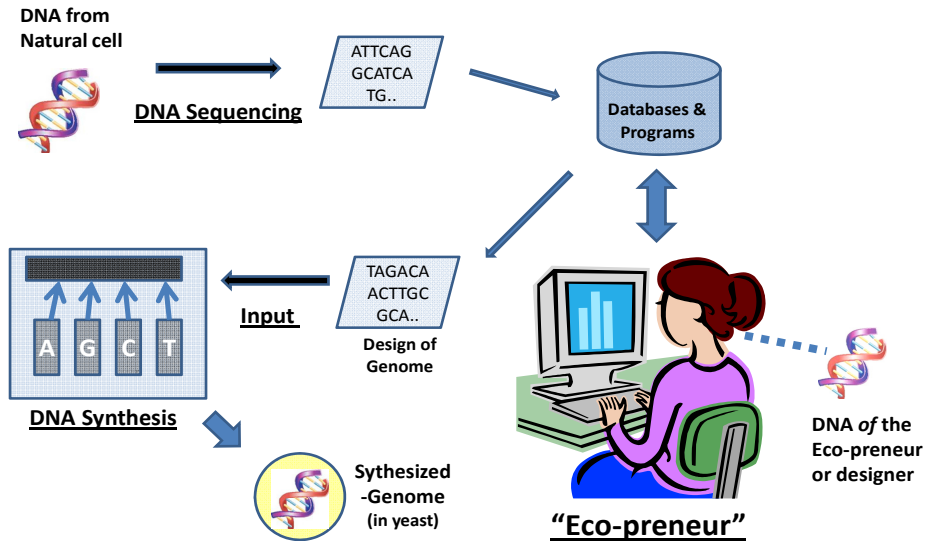 DNA from
Natural cell
DNA Sequencing
ATTCAG
GCATCA
TG..
Databases &
Programs
TAGACA
ACTTGC
GCA..
Input
Design of
Genome
A G C T
DNA Synthesis
Sythesized
-Genome
(in yeast)
DNA of the
Eco-preneur
or designer
“Eco-preneur”